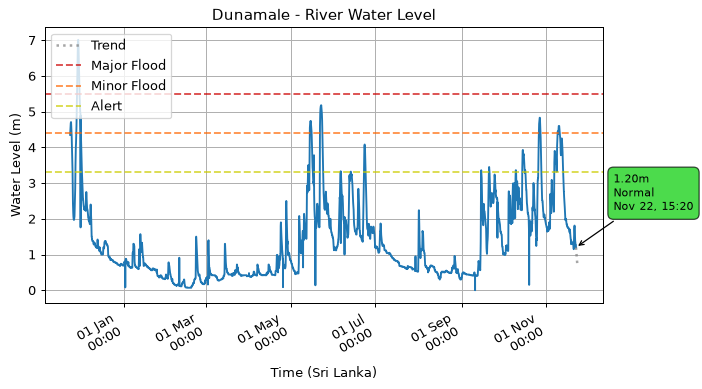 Dunamale - River Water Level
Trend
Major Flood
Minor Flood
Alert
Water Level (m)
7
6
5
4
3
2
1
0
1.20m
Normal
Nov 22, 15:20
01 Jan
00:00
01 Mar
00:00
01 May
00:00
01 Jul
00:00
01 Sep
00:00
01 Nov
00:00
Time (Sri Lanka)